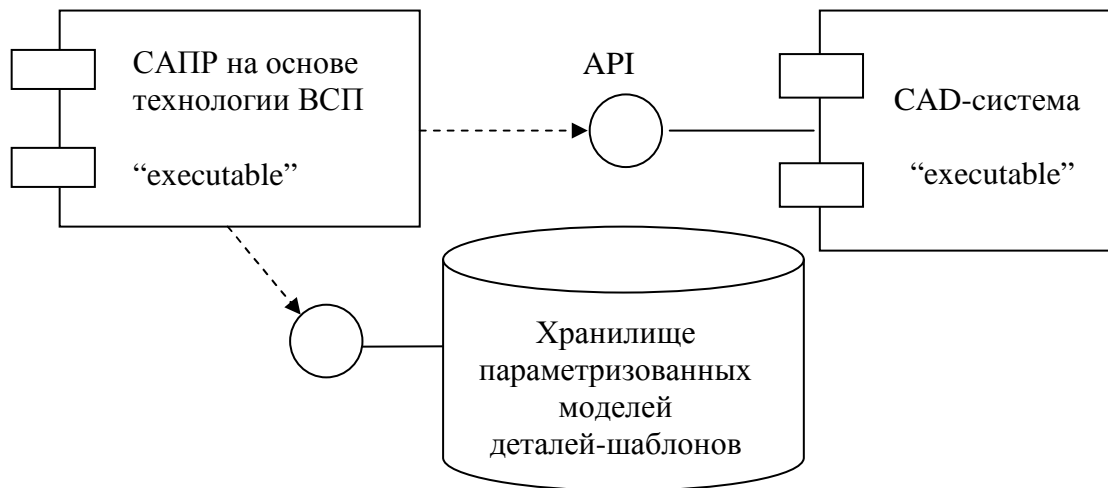 САПР на основе
технологии ВСП
“executable”
API
CAD-система
“executable”
Хранилище
параметризованных
моделей
деталей-шаблонов